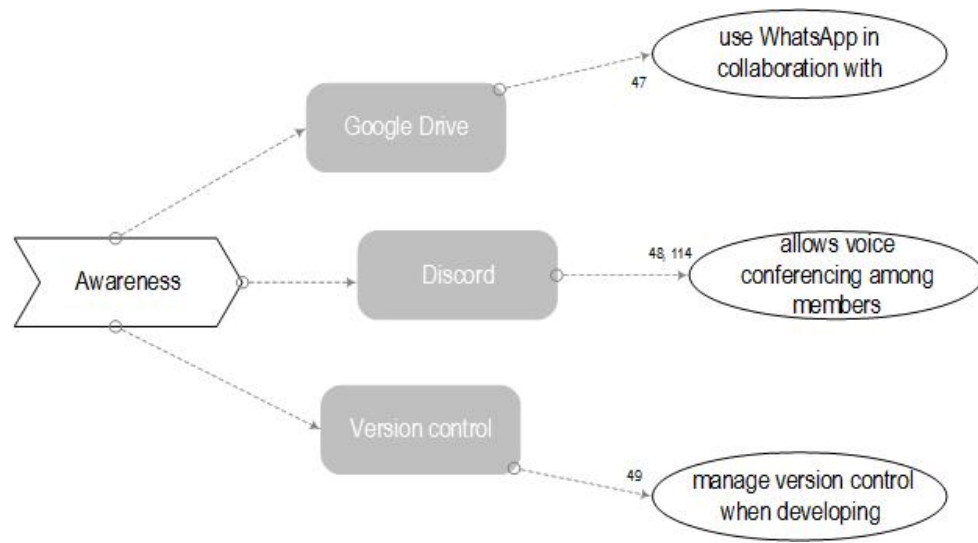 use WhatsApp in
collaboration with
47
Google Drive
Awareness
Discord
48, 114
allows voice
conferencing among
members
Version control
49
manage version control
when developing